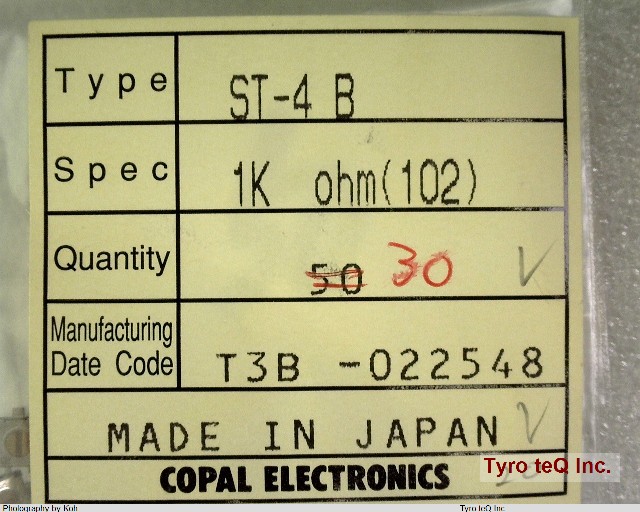 Type ST-4 B
Spec 1K ohm(102)
Quantity 50 30 V
Manufacturing
Date Code T3B -022548
MADE IN JAPAN V
COPAL ELECTRONICS
Tyro teQ Inc.
Photography by Koh Tyro teQ Inc